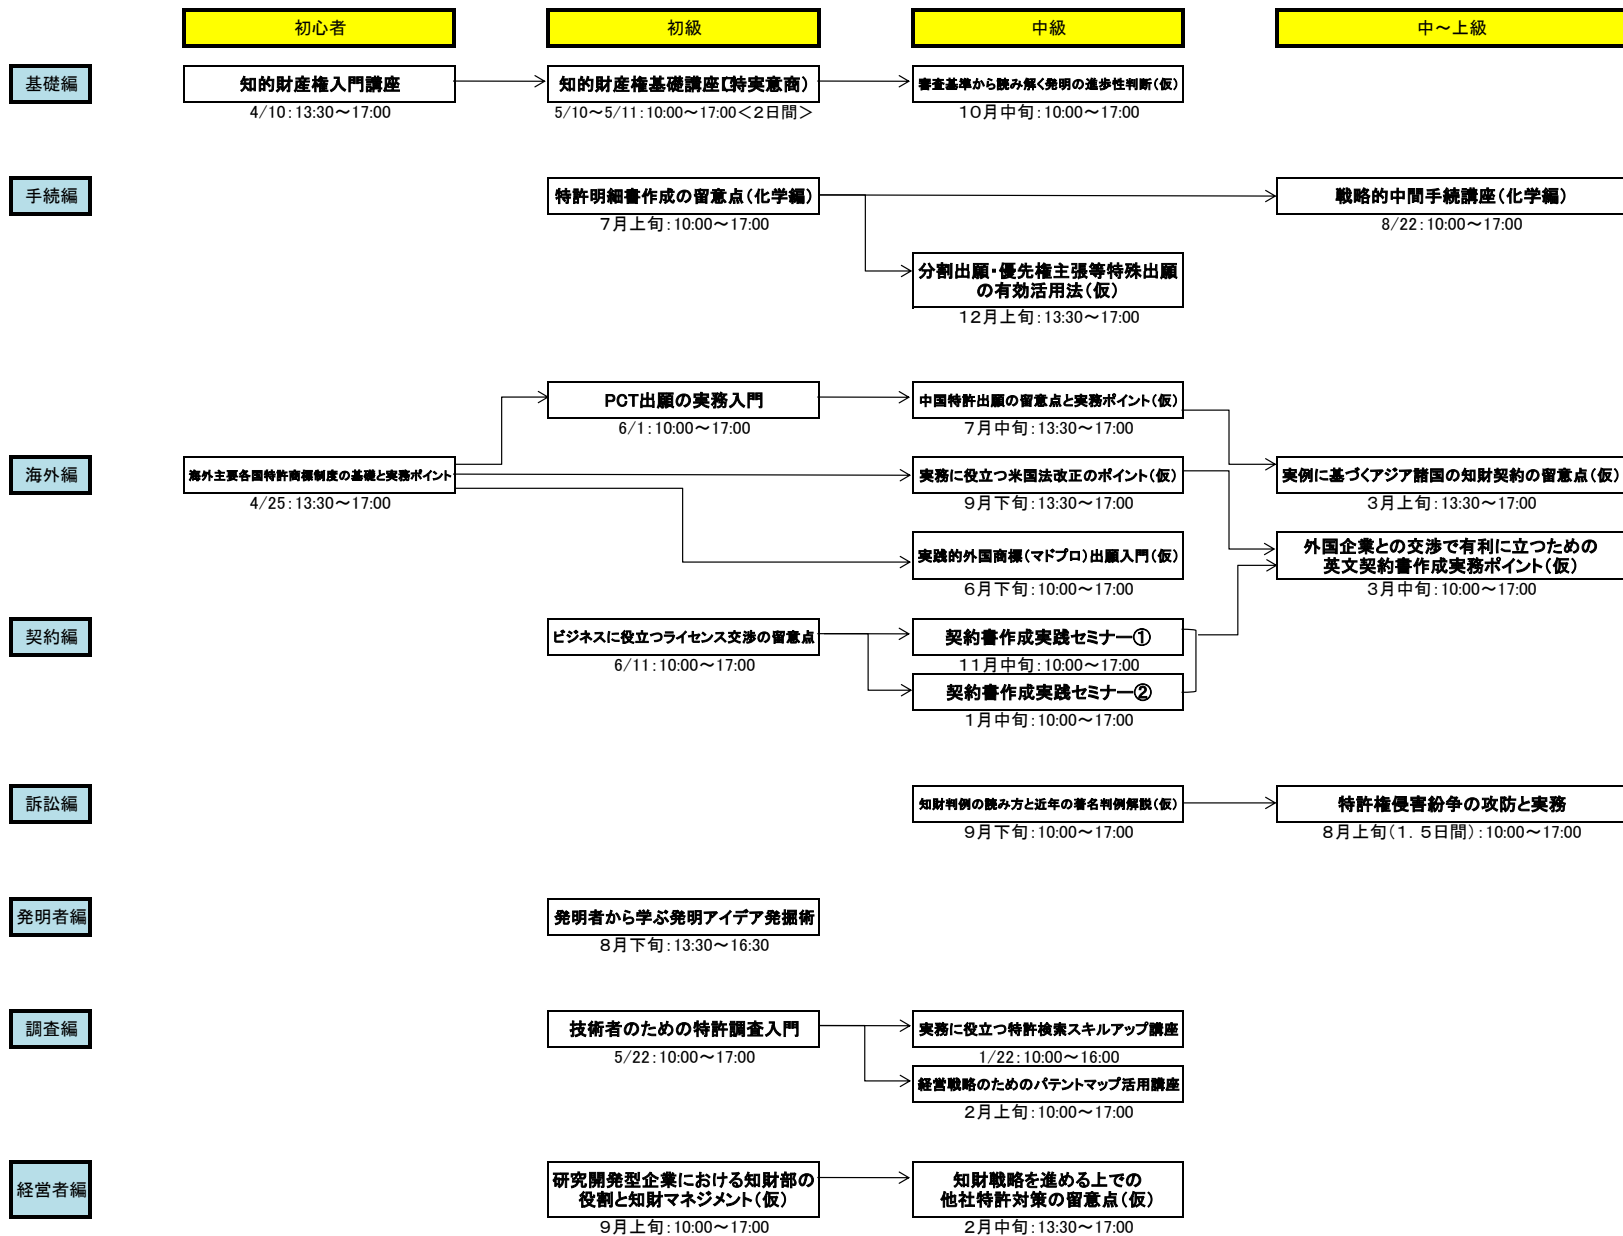 初心者
初級
中級
中～上級
基礎編
知的財産権入門講座
4/10：13:30～17:00
知的財産権基礎講座〔特実意商）
5/10～5/11：10:00～17:00＜２日間＞
審査基準から読み解く発明の進歩性判断（仮）
１０月中旬：10:00～17:00
手続編
特許明細書作成の留意点（化学編）
７月上旬：10:00～17:00
戦略的中間手続講座（化学編）
8/22：10:00～17:00
分割出願・優先権主張等特殊出願
の有効活用法（仮）
１２月上旬：13:30～17:00
PCT出願の実務入門
6/1：10:00～17:00
中国特許出願の留意点と実務ポイント（仮）
７月中旬：13:30～17:00
海外編
海外主要各国特許商標制度の基礎と実務ポイント
4/25：13:30～17:00
実務に役立つ米国法改正のポイント（仮）
９月下旬：13:30～17:00
実例に基づくアジア諸国の知財契約の留意点（仮）
３月上旬：13:30～17:00
実践的外国商標（マドプロ）出願入門（仮）
６月下旬：10:00～17:00
外国企業との交渉で有利に立つための
英文契約書作成実務ポイント（仮）
３月中旬：10:00～17:00
契約編
ビジネスに役立つライセンス交渉の留意点
6/11：10:00～17:00
契約書作成実践セミナー①
１１月中旬：10:00～17:00
契約書作成実践セミナー②
１月中旬：10:00～17:00
訴訟編
知財判例の読み方と近年の著名判例解説（仮）
９月下旬：10:00～17:00
特許権侵害紛争の攻防と実務
８月上旬（１．５日間）：10:00～17:00
発明者編
発明者から学ぶ発明アイデア発掘術
８月下旬：13:30～16:30
調査編
技術者のための特許調査入門
5/22：10:00～17:00
実務に役立つ特許検索スキルアップ講座
1/22：10:00～16:00
経営戦略のためのパテントマップ活用講座
２月上旬：10:00～17:00
経営者編
研究開発型企業における知財部の
役割と知財マネジメント（仮）
９月上旬：10:00～17:00
知財戦略を進める上での
他社特許対策の留意点（仮）
２月中旬：13:30～17:00